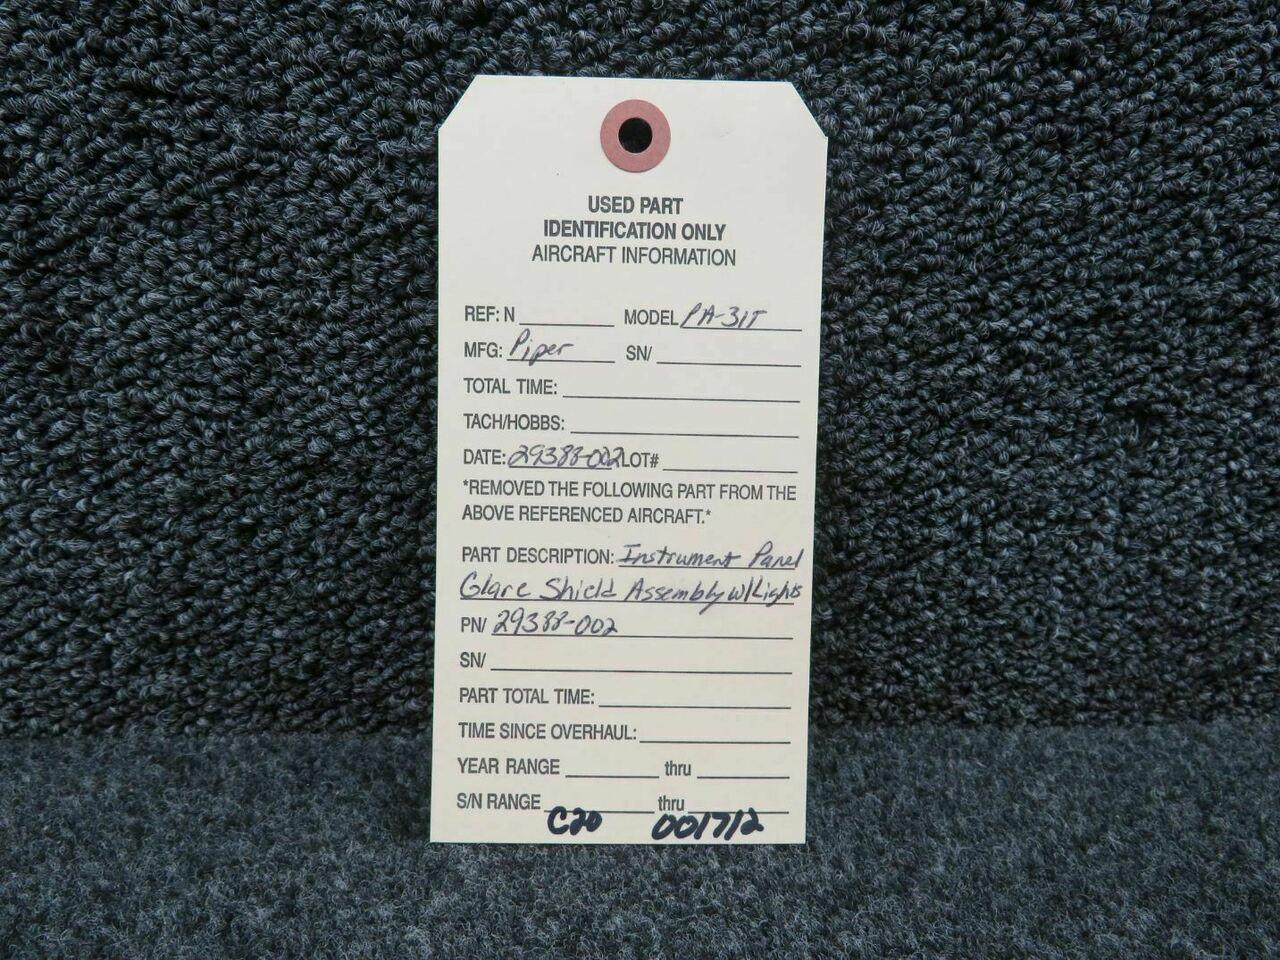 USED PART
IDENTIFICATION ONLY
AIRCRAFT INFORMATION
REF: N MODEL PA-31T
MFG: Piper SN/
TOTAL TIME:
TACH/HOBBS:
DATE: 29388-002 LOT#
*REMOVED THE FOLLOWING PART FROM THE
ABOVE REFERENCED AIRCRAFT.*
PART DESCRIPTION: Instrument Panel
Glare Shield Assembly w/Lights
PN/ 29388-002
SN/
PART TOTAL TIME:
TIME SINCE OVERHAUL:
YEAR RANGE thru
S/N RANGE thru
C20 001712